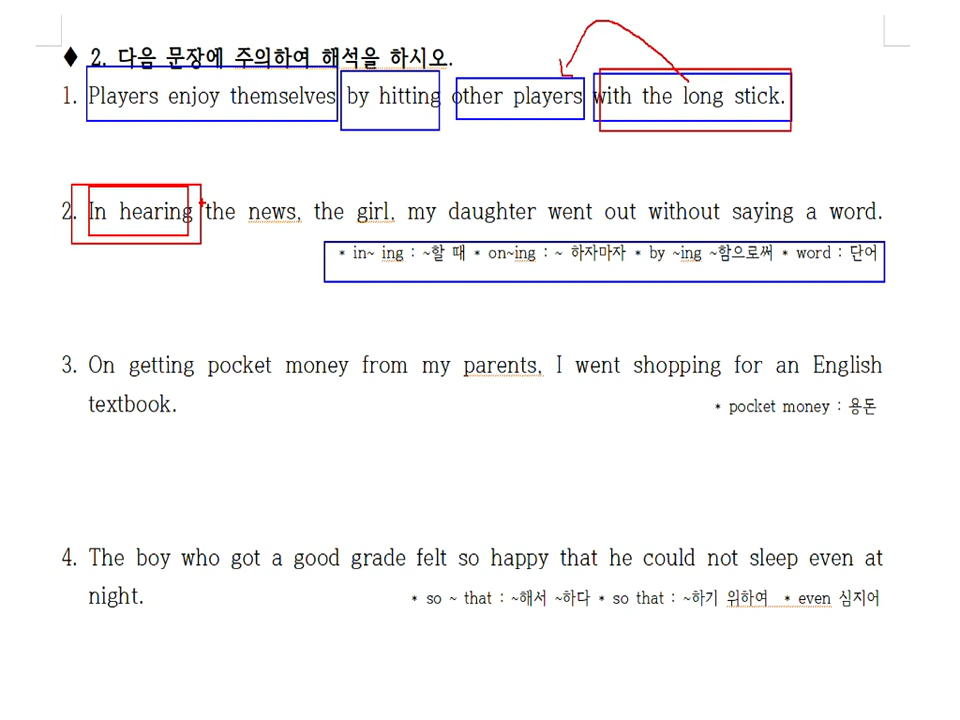 ◆ 2. 다음 문장에 주의하여 해석을 하시오.
1. Players enjoy themselves by hitting other players with the long stick.
2. In hearing the news, the girl, my daughter went out without saying a word.
* in~ ing : ~할 때 * on~ing : ~ 하자마자 * by ~ing ~함으로써 * word : 단어
3. On getting pocket money from my parents, I went shopping for an English
textbook.
* pocket money : 용돈
4. The boy who got a good grade felt so happy that he could not sleep even at
night.
* so ~ that : ~해서 ~하다 * so that : ~하기 위하여 * even 심지어